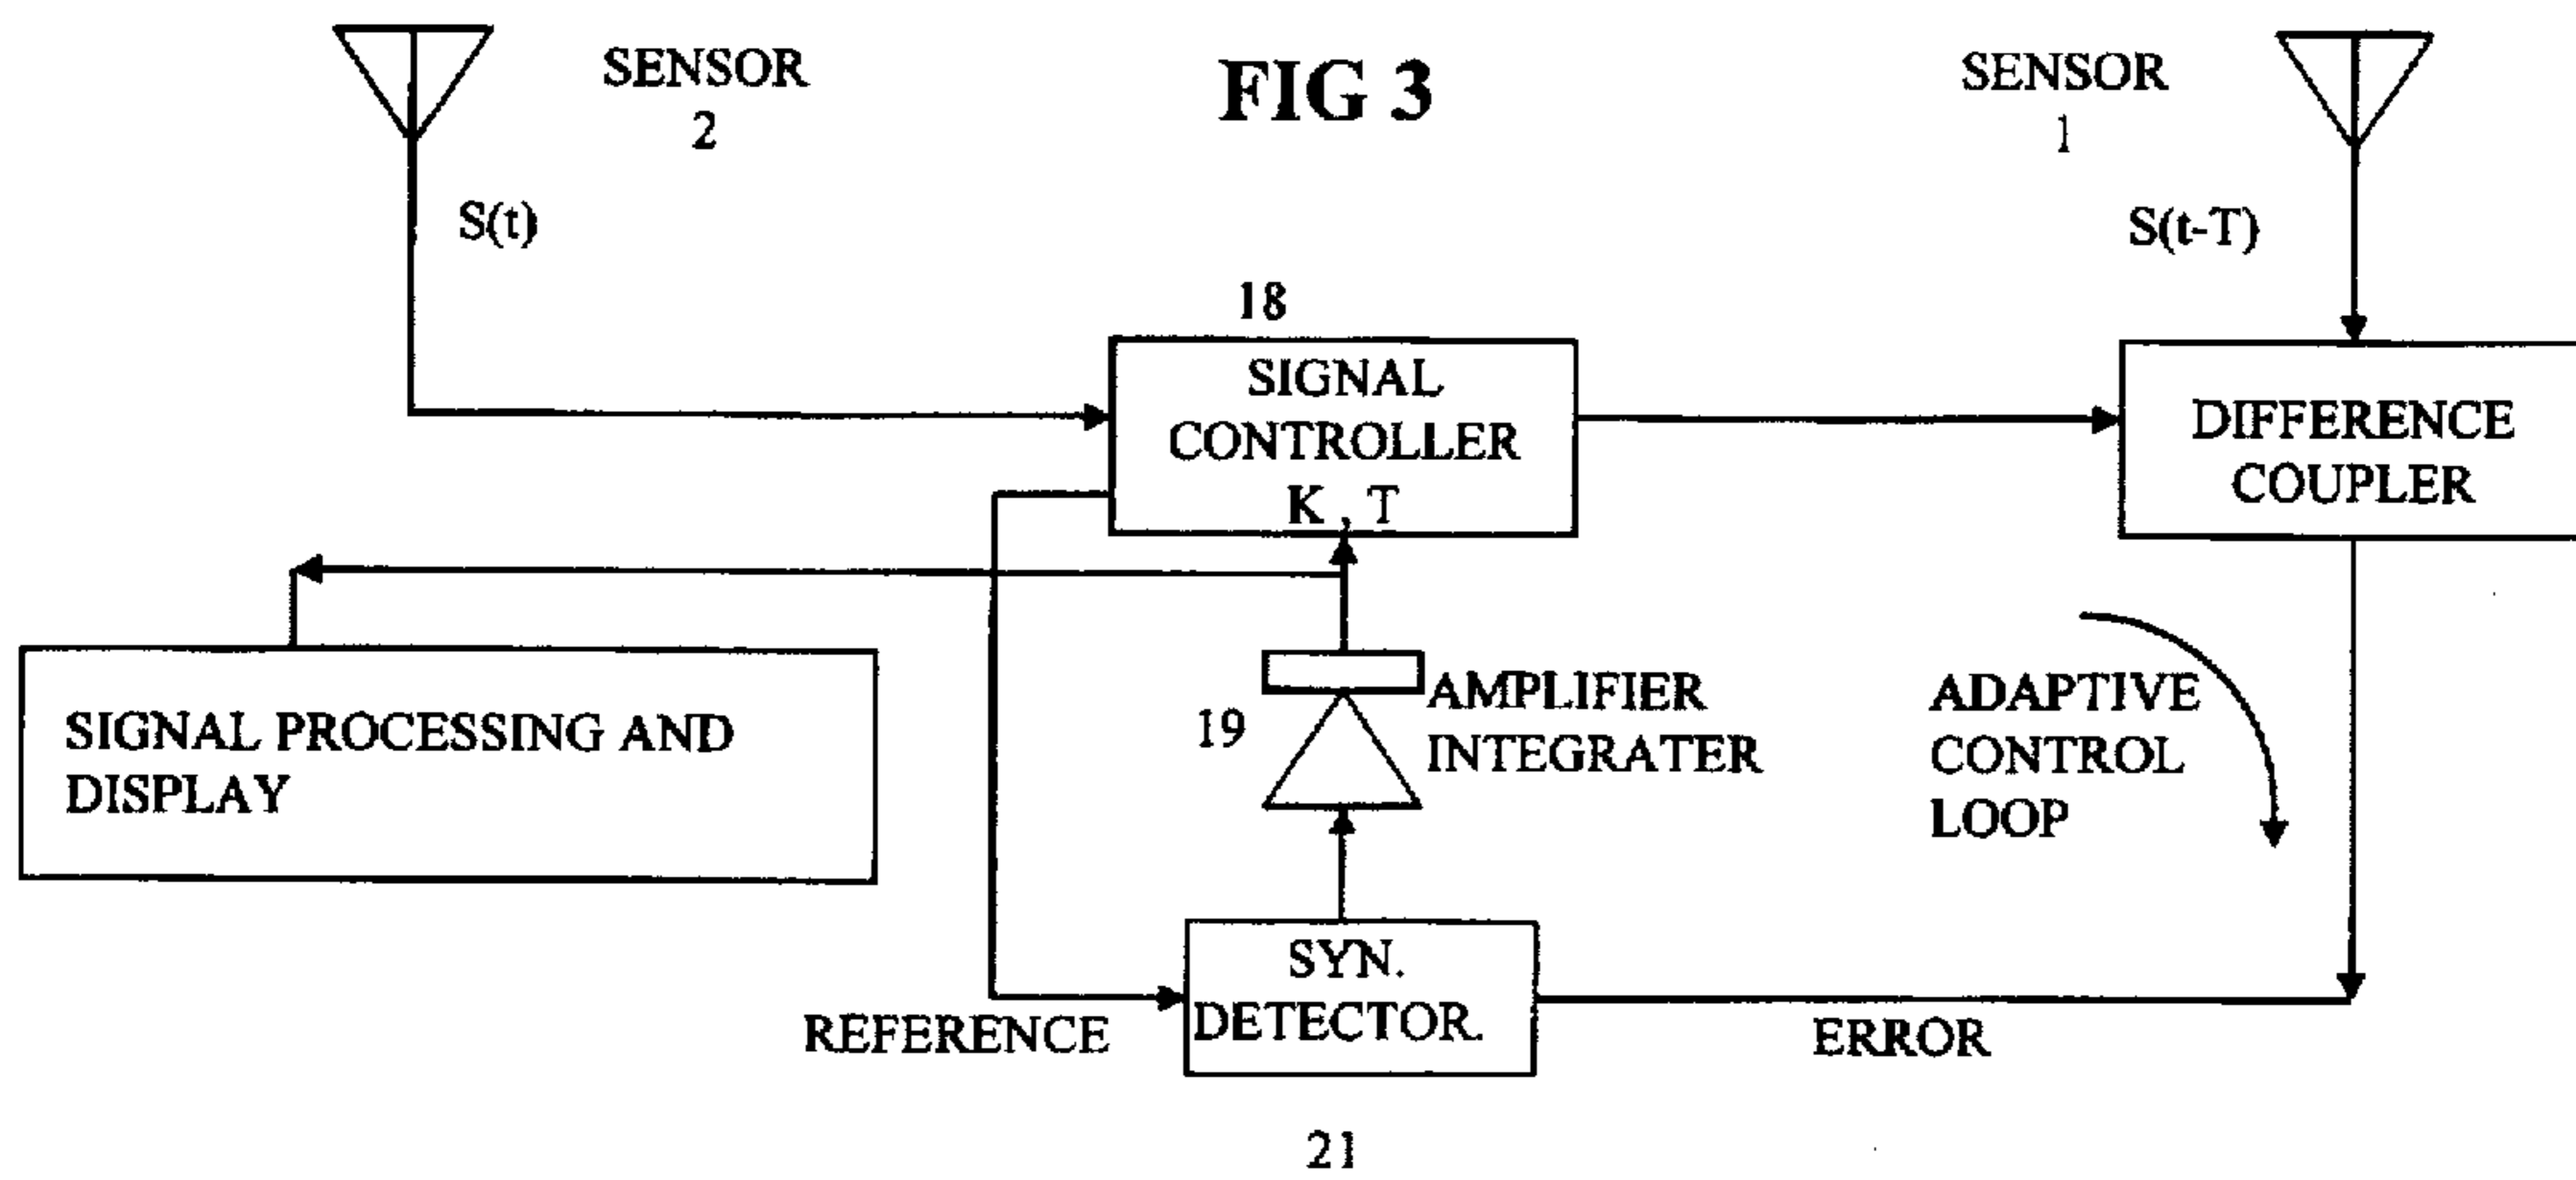 SENSOR
2
FIG 3
SENSOR
1
S(t)
S(t-T)
18
SIGNAL
CONTROLLER
K , T
DIFFERENCE
COUPLER
SIGNAL PROCESSING AND
DISPLAY
19
AMPLIFIER
INTEGRATER
ADAPTIVE
CONTROL
LOOP
SYN.
DETECTOR.
REFERENCE
ERROR
21